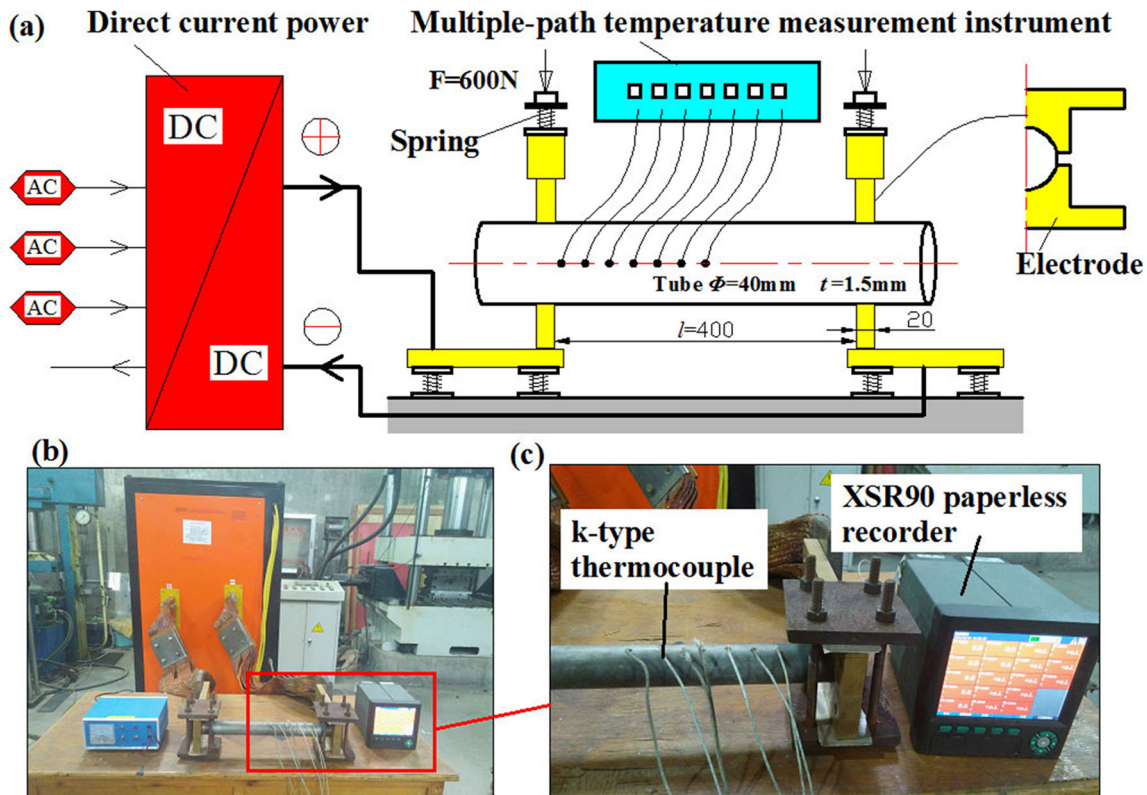 (a)
Direct current power
Multiple-path temperature measurement instrument
F=600N
DC
Spring
AC
AC
AC
DC
Electrode
Tube Φ=40mm t=1.5mm
l=400
20
(b)
(c)
k-type
thermocouple
XSR90 paperless
recorder